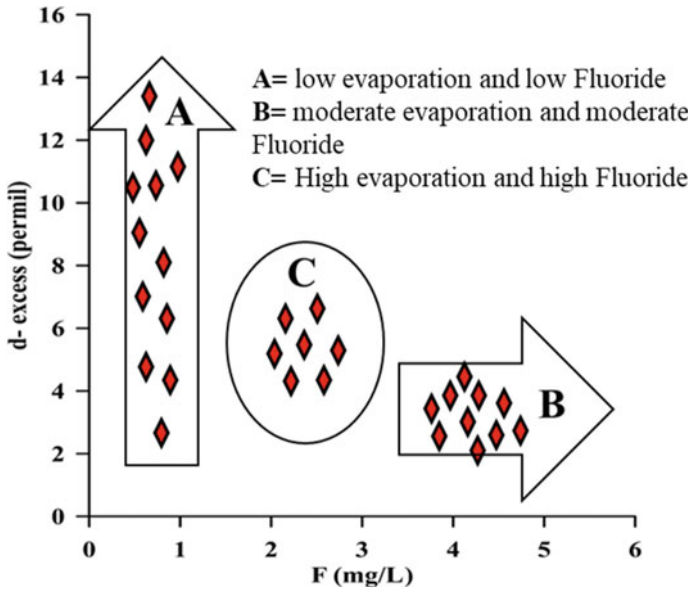 16
14
12
10
8
6
4
2
0
d- excess (permil)
A= low evaporation and low Fluoride
B= moderate evaporation and moderate
Fluoride
C= High evaporation and high Fluoride
A
C
B
0 1 2 3 4 5 6
F (mg/L)